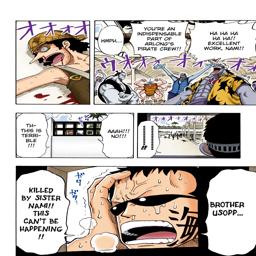 HA HA HA
HA HA!!
EXCELLENT
WORK, NAMI!!
YOU'RE AN
INDISPENSABLE
PART OF
ARLONG'S
PIRATE CREW!!
HMPH...
AAAH!!
NO!!
TH-
THIS IS
TERRI-
BLE
!!!
BROTHER
USOPP...
海
KILLED
BY SISTER
NAMI!!
THIS
CAN'T BE
HAPPENING
!!